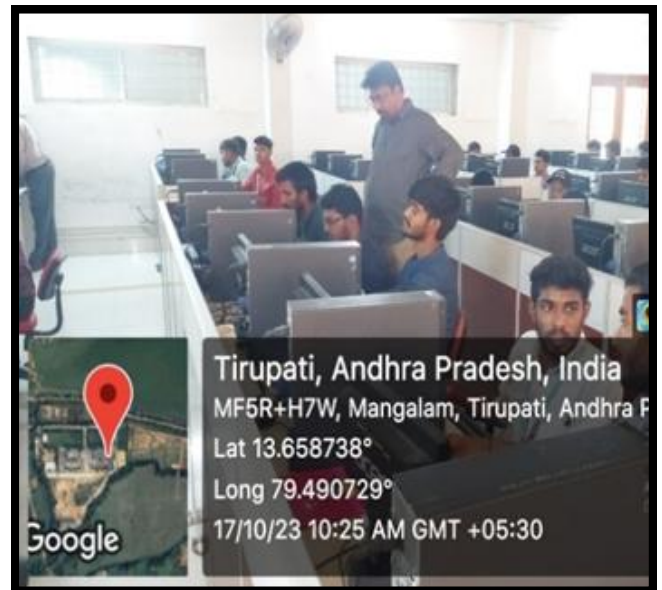 Tirupati, Andhra Pradesh, India
MF5R+H7W, Mangalam, Tirupati, Andhra P
Lat 13.658738°
Long 79.490729°
17/10/23 10:25 AM GMT +05:30
Google